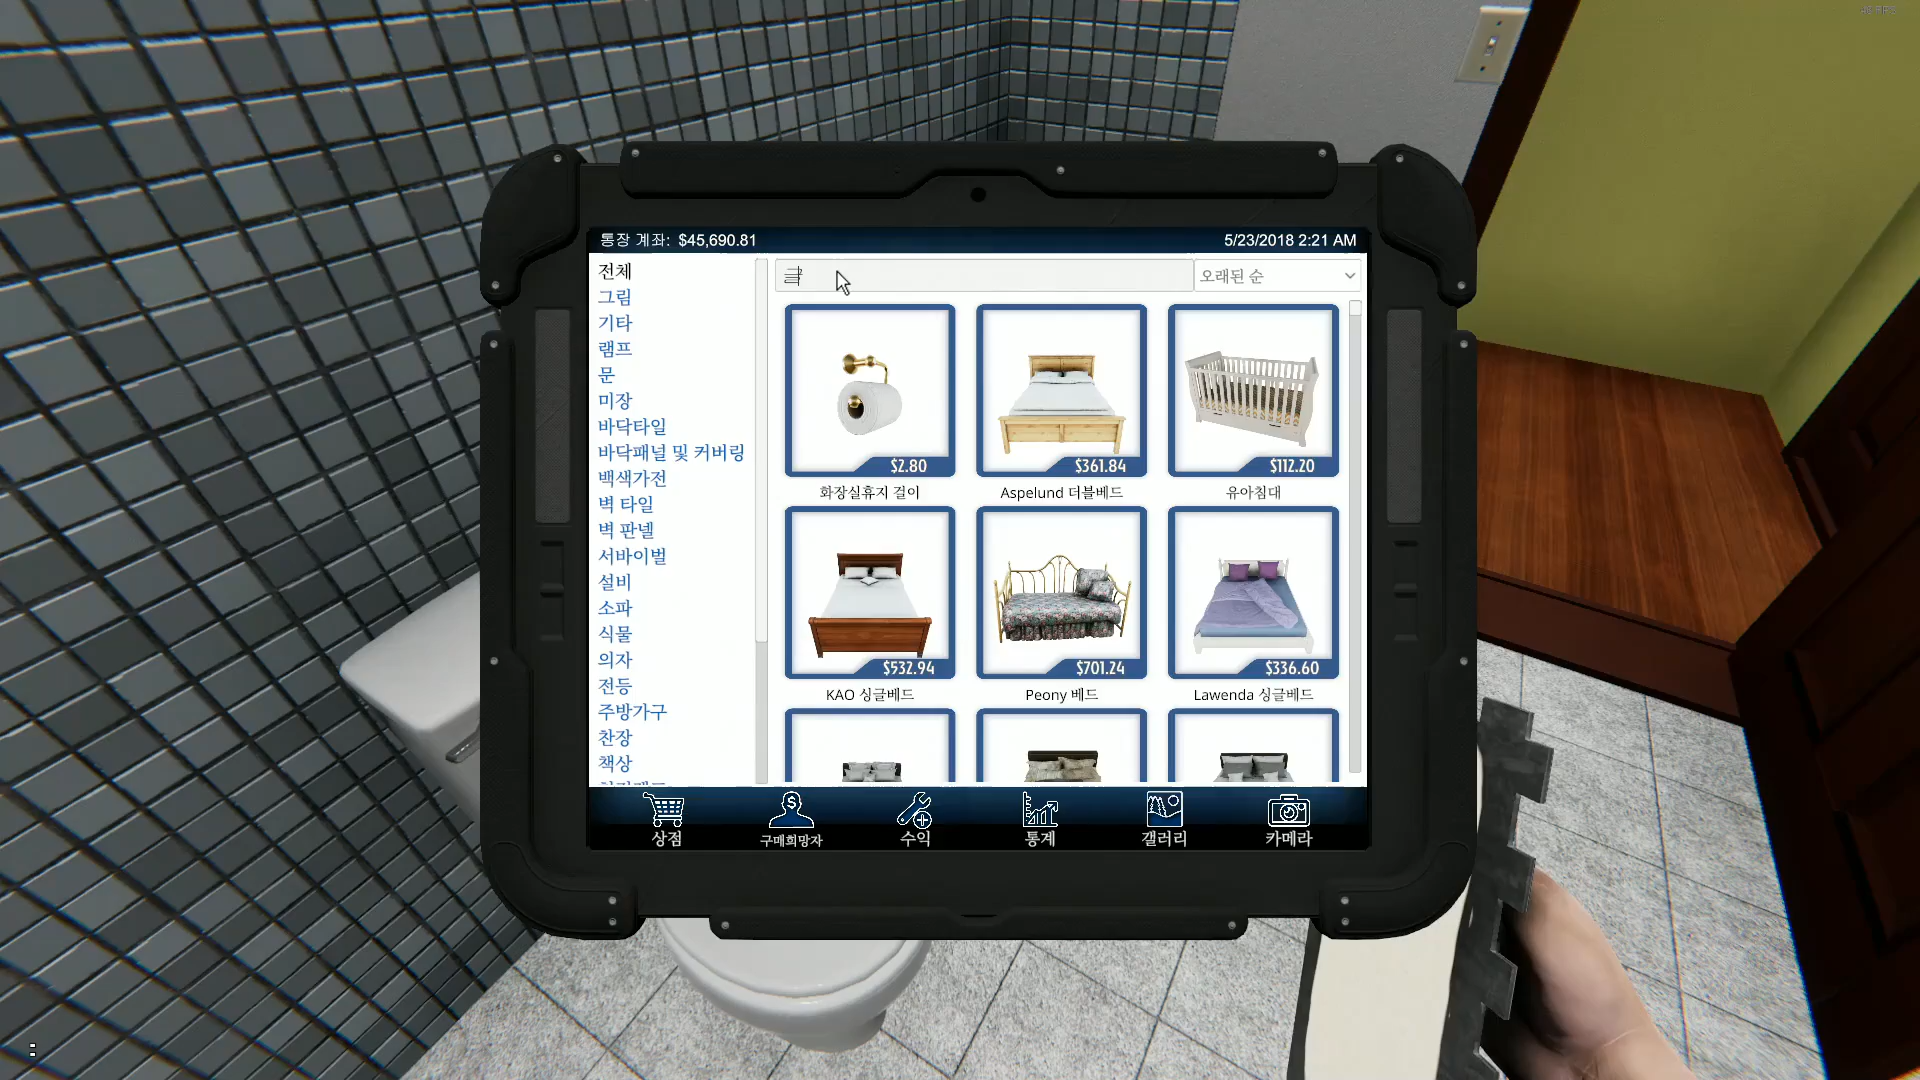 통장 계좌: $45,690.81
5/23/2018 2:21 AM
전체
그림
기타
램프
문
미장
바닥타일
바닥패널 및 커버링
백색가전
벽 타일
벽 판넬
서바이벌
설비
소파
식물
의자
전등
주방가구
찬장
책상
오래된 순
$2.80
$361.84
$112.20
화장실휴지 걸이
Aspelund 더블베드
유아침대
$532.94
$701.24
$336.60
KAO 싱글베드
Peony 베드
Lawenda 싱글베드
상점
구매희망자
수익
통계
갤러리
카메라